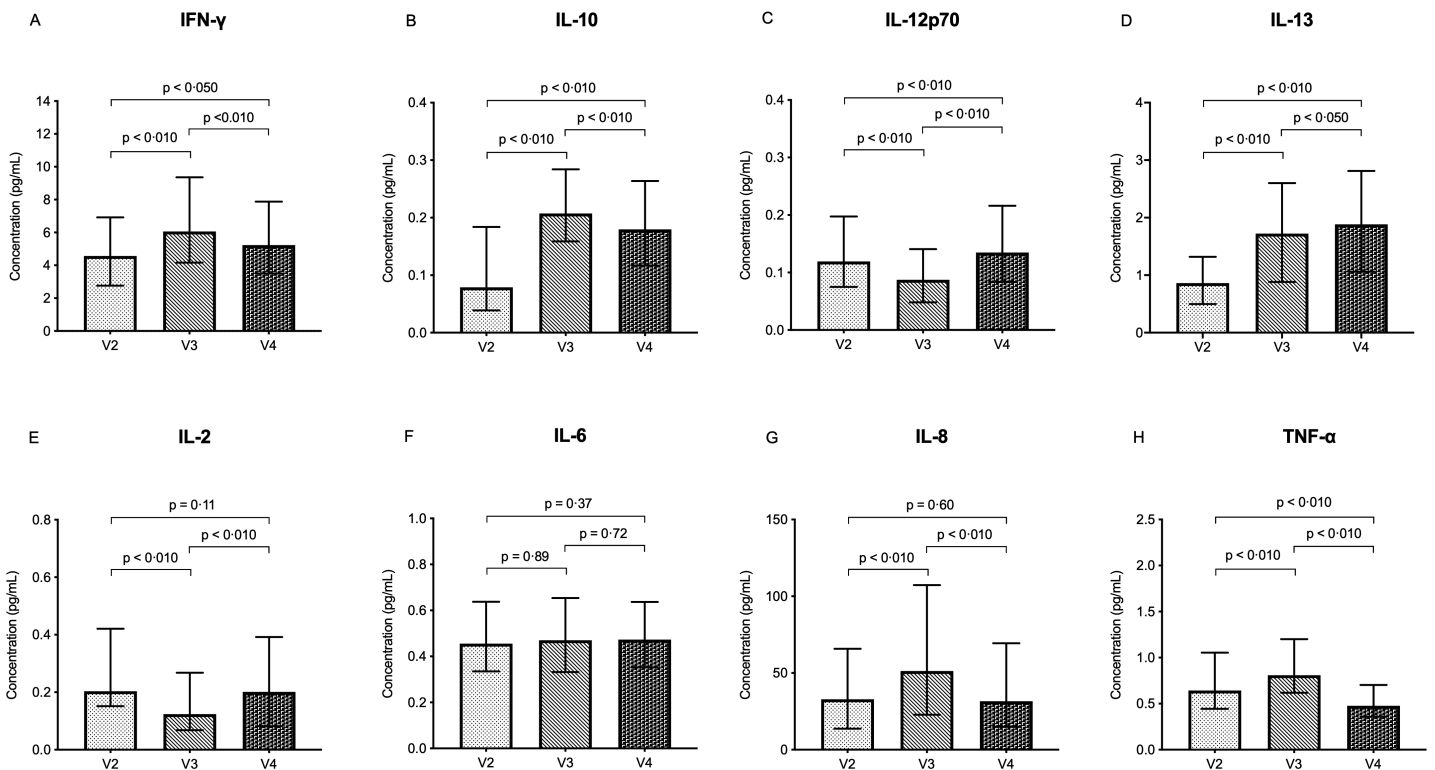 A IFN-γ
p < 0·050
p <0.010
p < 0·010
Concentration (pg/mL)
14
12
10
8
6
4
2
0
V2 V3 V4
B IL-10
p < 0·010
p < 0·010
p < 0·010
Concentration (pg/mL)
0.4
0.3
0.2
0.1
0.0
V2 V3 V4
C IL-12p70
p < 0·010
p < 0·010
p < 0·010
Concentration (pg/mL)
0.4
0.3
0.2
0.1
0.0
V2 V3 V4
D IL-13
p < 0·010
p < 0·050
p < 0·010
Concentration (pg/mL)
4
3
2
1
0
V2 V3 V4
E IL-2
p = 0·11
p < 0·010
p < 0·010
Concentration (pg/mL)
0.8
0.6
0.4
0.2
0.0
V2 V3 V4
F IL-6
p = 0·37
p = 0·72
p = 0·89
Concentration (pg/mL)
1.0
0.8
0.6
0.4
0.2
0.0
V2 V3 V4
G IL-8
p = 0·60
p < 0·010
p < 0·010
Concentration (pg/mL)
150
100
50
0
V2 V3 V4
H TNF-α
p < 0·010
p < 0·010
p < 0·010
Concentration (pg/mL)
2.5
2.0
1.5
1.0
0.5
0.0
V2 V3 V4